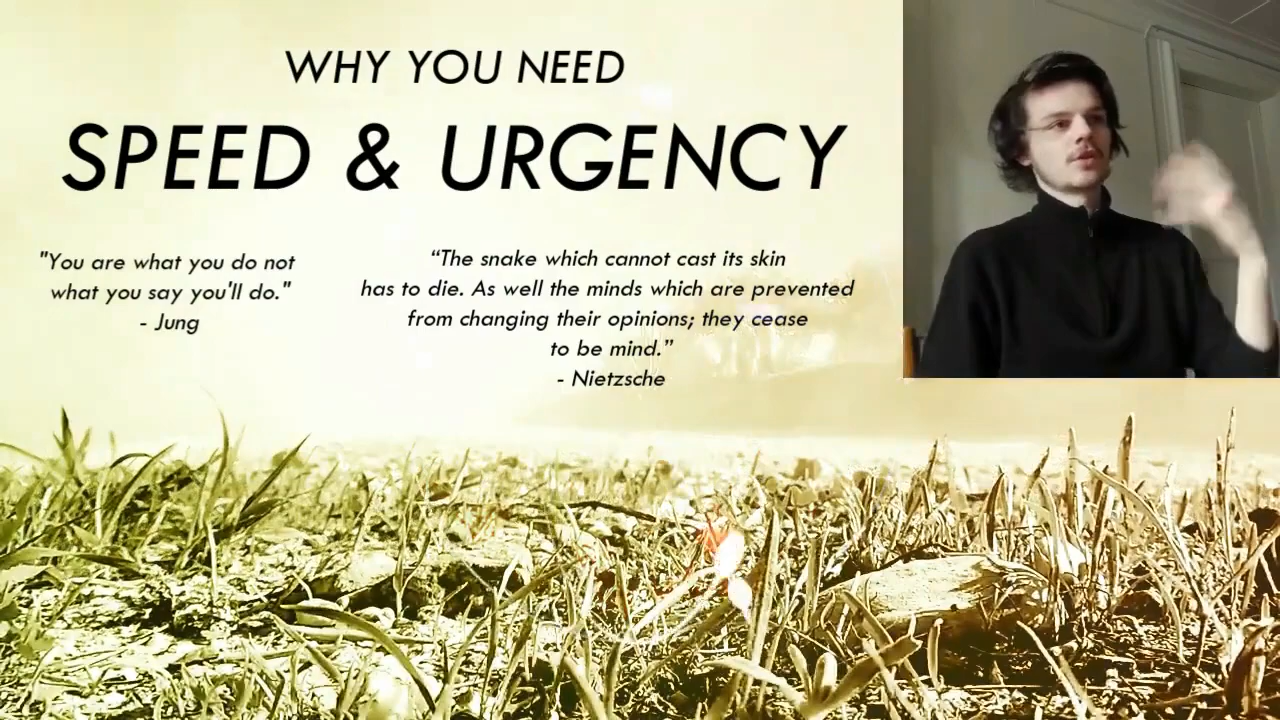 WHY YOU NEED
SPEED & URGENCY
"You are what you do not
what you say you'll do."
- Jung
“The snake which cannot cast its skin
has to die. As well the minds which are prevented
from changing their opinions; they cease
to be mind.”
- Nietzsche